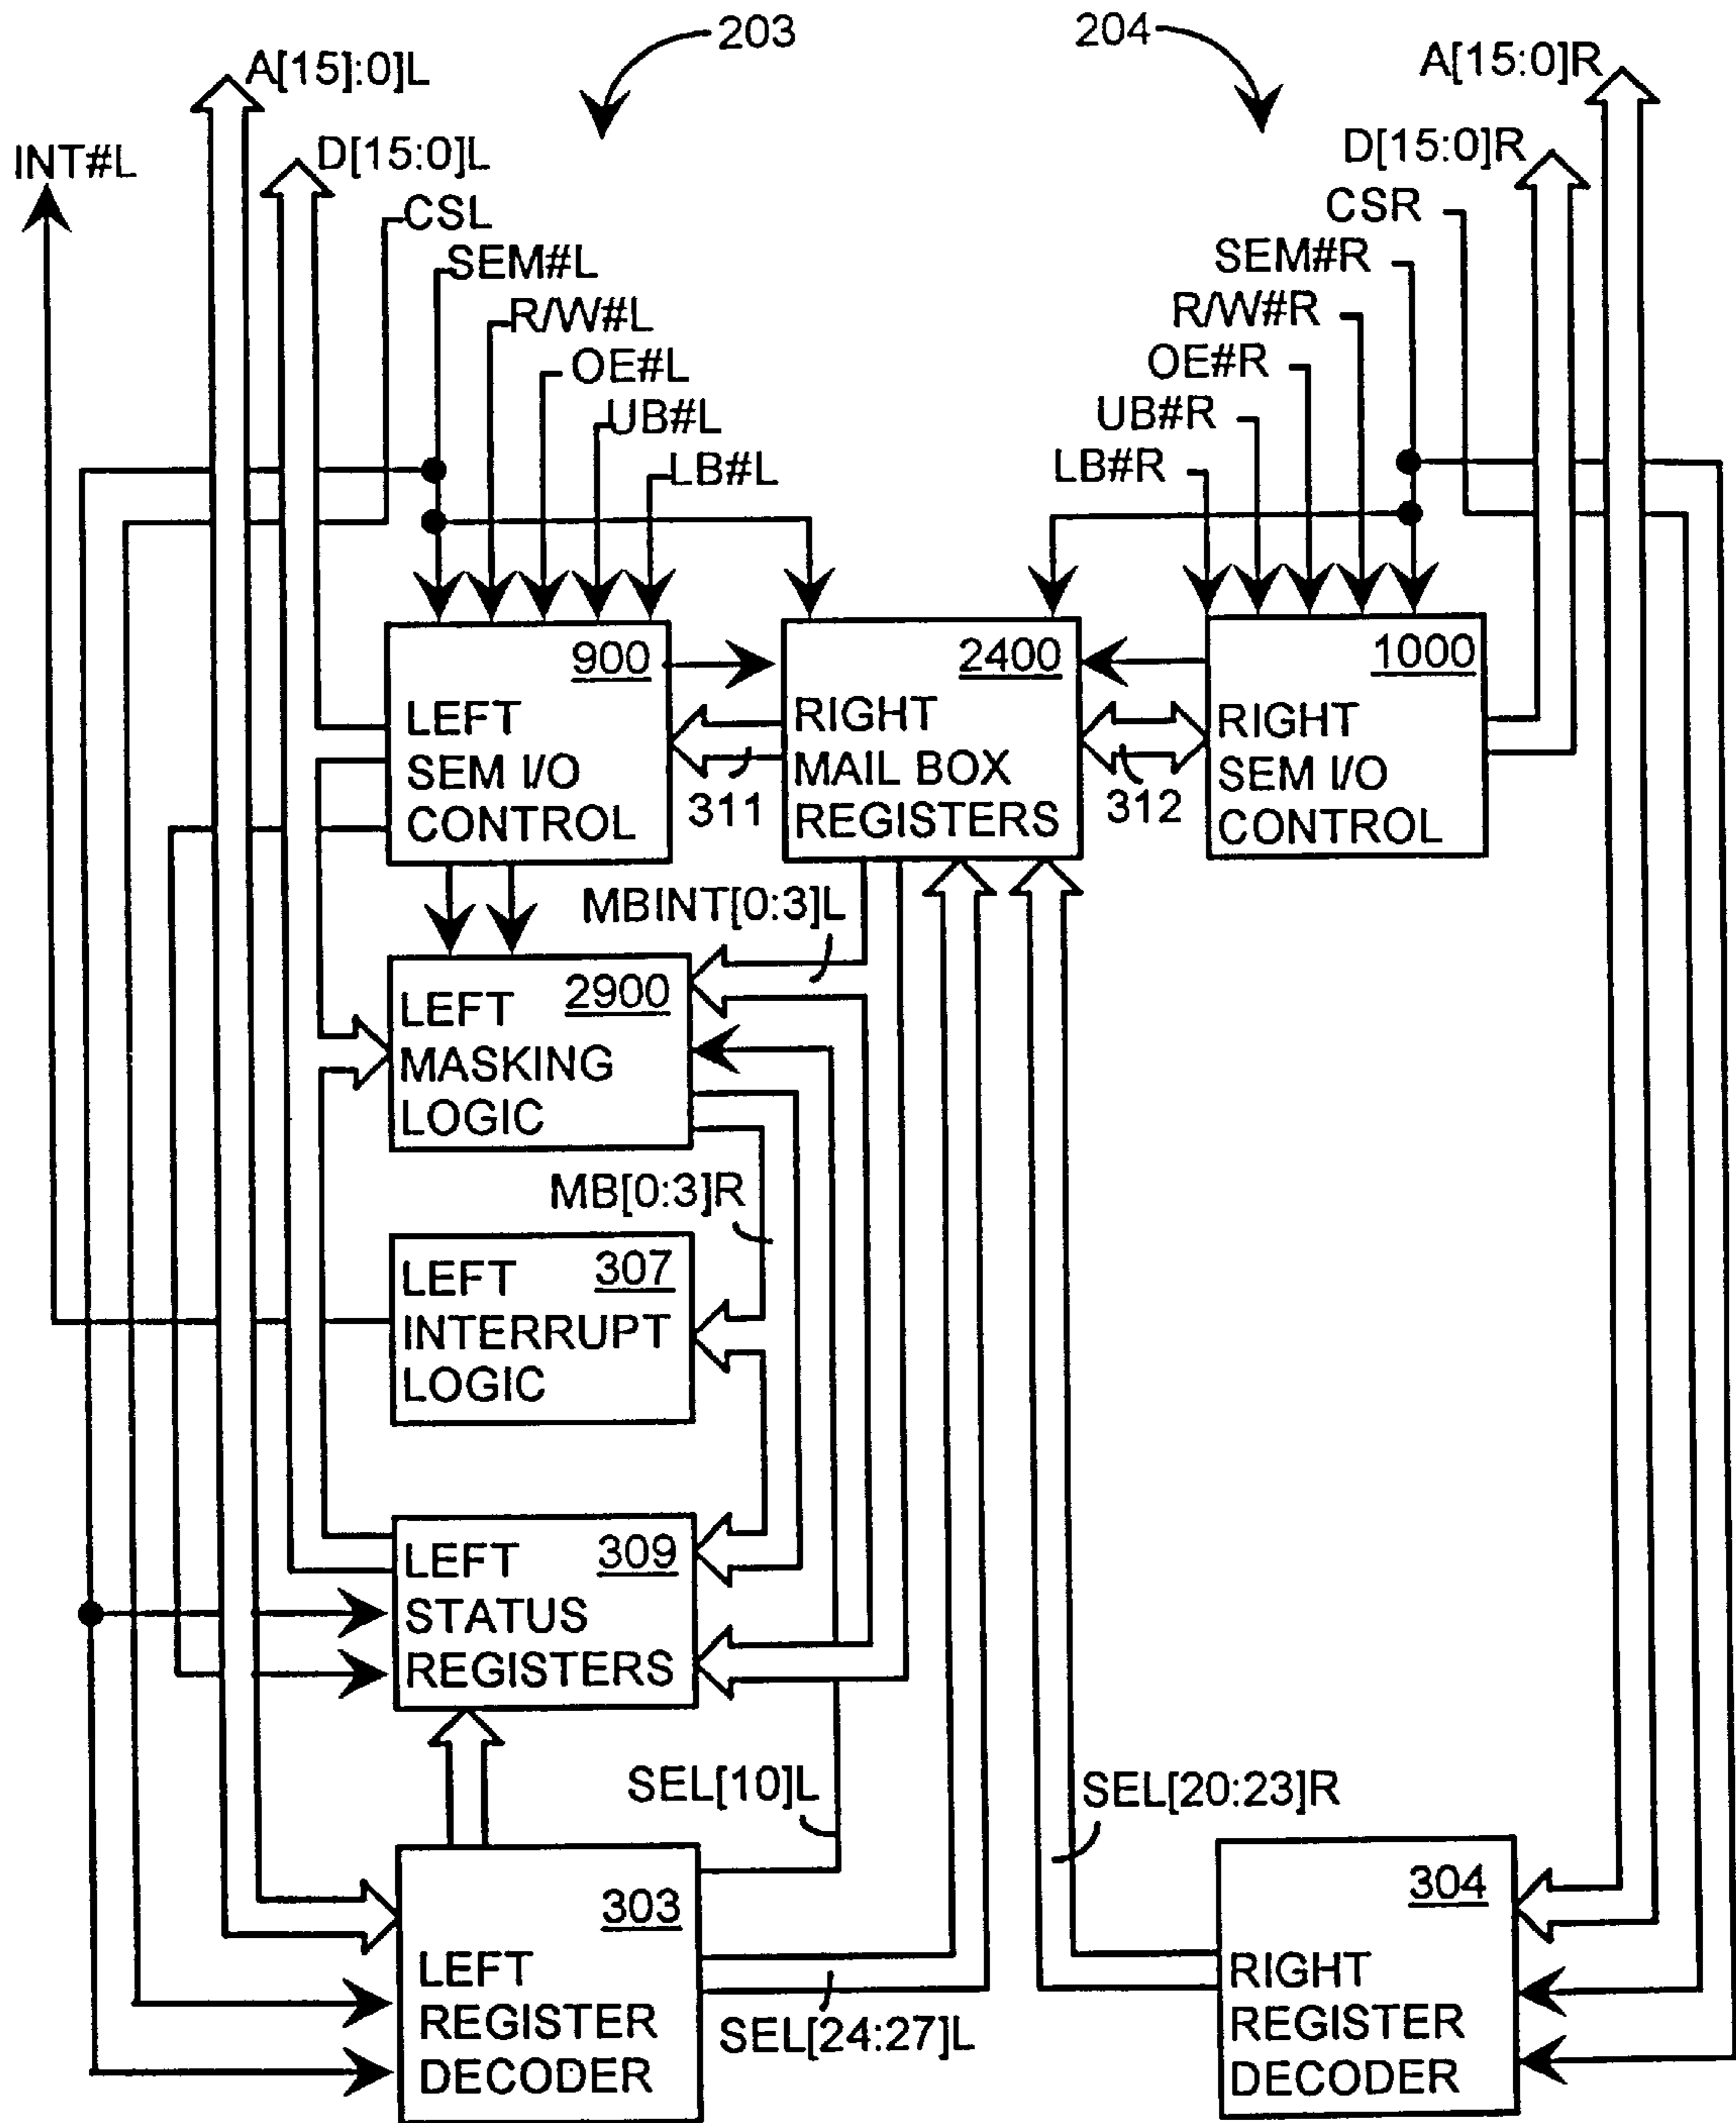 203
204
A[15]:0]L
A[15:0]R
INT#L
D[15:0]L
D[15:0]R
CSL
CSR
SEM#L
SEM#R
R/W#L
R/W#R
OE#L
OE#R
UB#L
UB#R
LB#L
LB#R
900
LEFT
SEM I/O
CONTROL
2400
RIGHT
MAIL BOX
REGISTERS
1000
RIGHT
SEM I/O
CONTROL
311
312
MBINT[0:3]L
2900
LEFT
MASKING
LOGIC
MB[0:3]R
307
LEFT
INTERRUPT
LOGIC
309
LEFT
STATUS
REGISTERS
SEL[10]L
SEL[20:23]R
303
LEFT
REGISTER
DECODER
SEL[24:27]L
304
RIGHT
REGISTER
DECODER